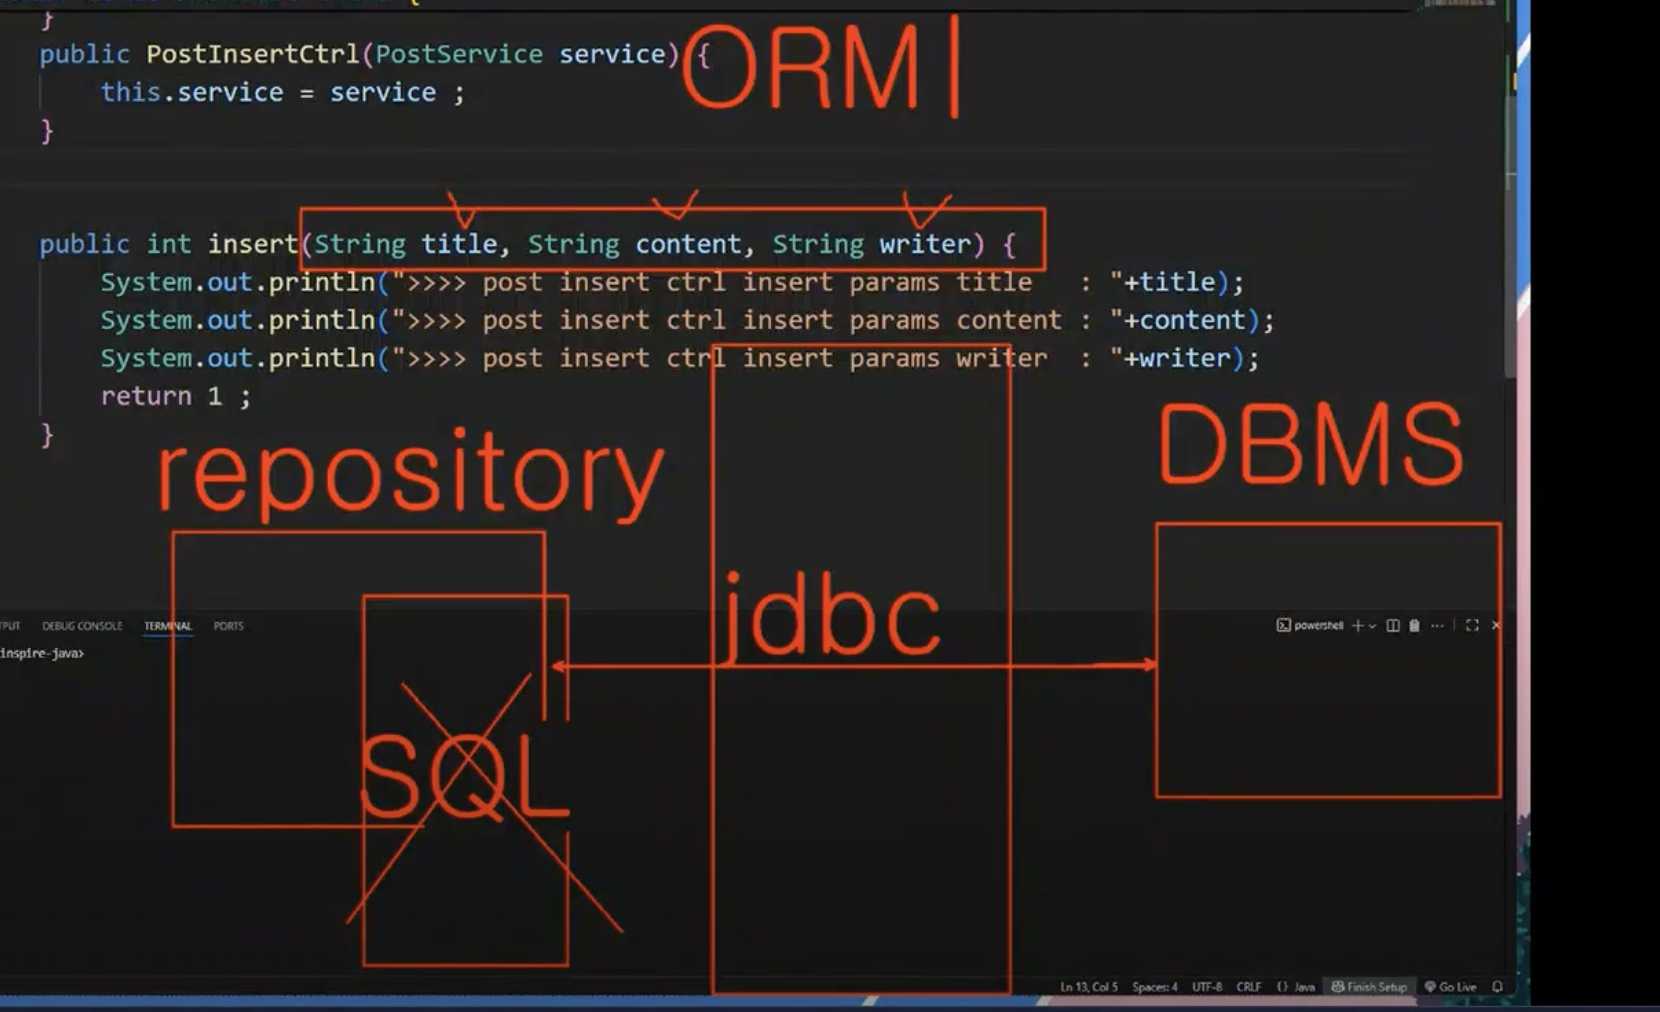 }
public PostInsertCtrl(PostService service) {
this.service = service ;
}
ORM
public int insert(String title, String content, String writer) {
System.out.println(">>>> post insert ctrl insert params title   : "+title);
System.out.println(">>>> post insert ctrl insert params content : "+content);
System.out.println(">>>> post insert ctrl insert params writer  : "+writer);
return 1 ;
}
repository
DBMS
jdbc
SQL
PUT DEBUG CONSOLE TERMINAL PORTS powershell
inspire-java>
Ln 13, Col 5 Spaces: 4 UTF-8 CRLF {} Java Finish Setup Go Live